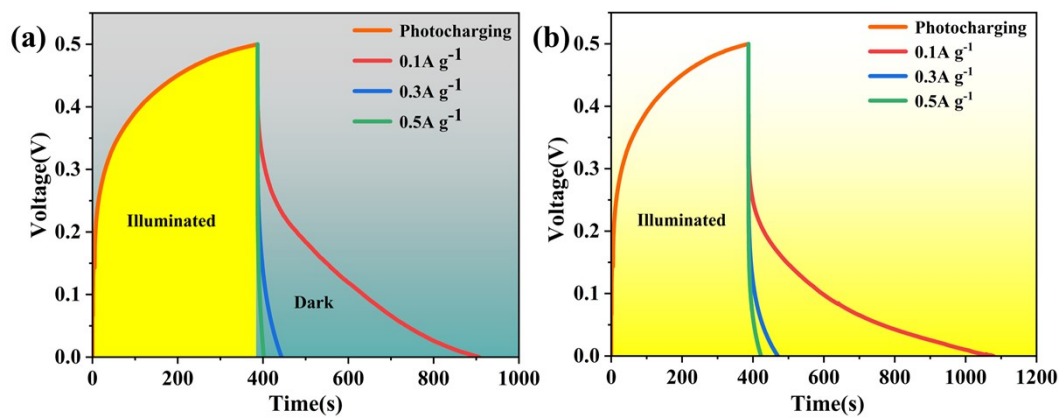 (a)
Photocharging
0.1A g-1
0.3A g-1
0.5A g-1
Illuminated
Dark
Voltage(V)
0.5
0.4
0.3
0.2
0.1
0.0
0 200 400 600 800 1000
Time(s)
(b)
Photocharging
0.1A g-1
0.3A g-1
0.5A g-1
Illuminated
Voltage(V)
0.5
0.4
0.3
0.2
0.1
0.0
0 200 400 600 800 1000 1200
Time(s)